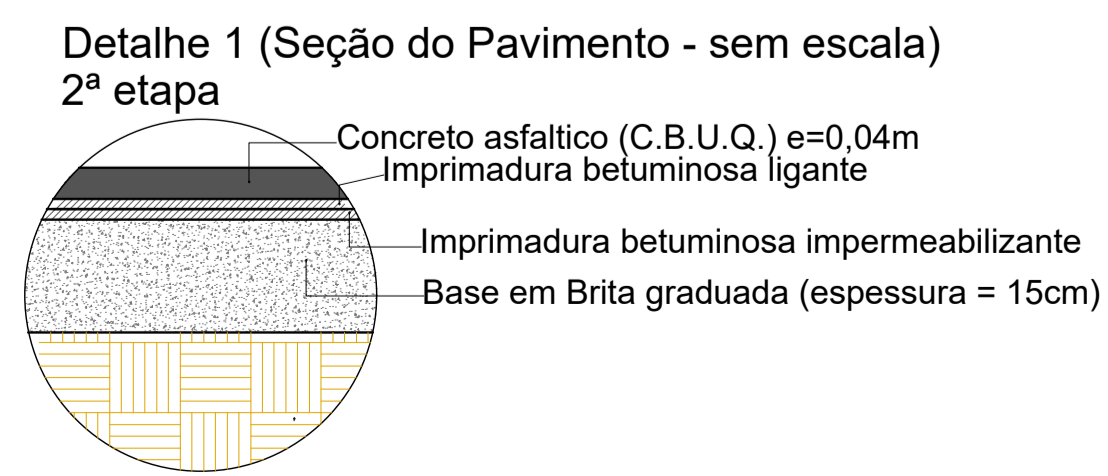 Detalhe 1 (Seção do Pavimento - sem escala)
2ª etapa
Concreto asfaltico (C.B.U.Q.) e=0,04m
Imprimadura betuminosa ligante
Imprimadura betuminosa impermeabilizante
Base em Brita graduada (espessura = 15cm)